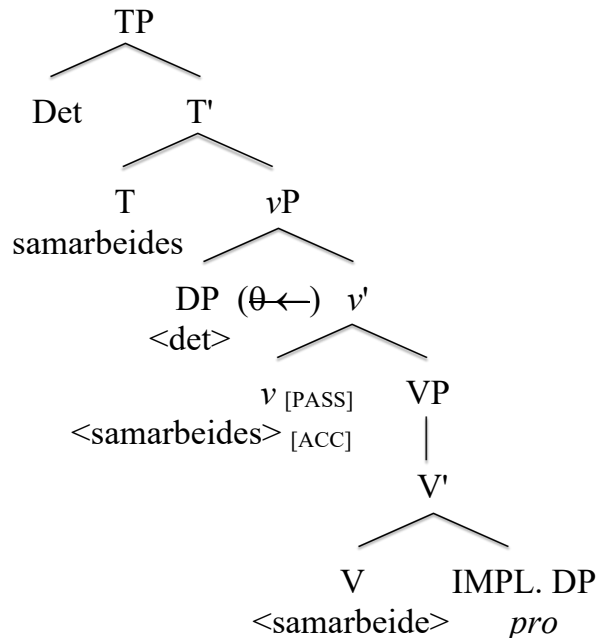 TP
Det T'
T vP
samarbeides
DP (θ←) v'
<det>
v [PASS] VP
<samarbeides> [ACC]
V'
V IMPL. DP
<samarbeide> pro